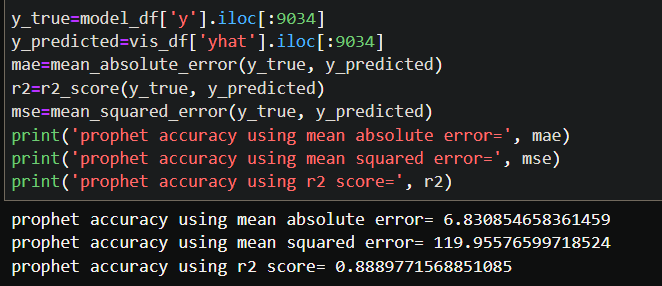 y_true=model_df['y'].iloc[:9034]
y_predicted=vis_df['yhat'].iloc[:9034]
mae=mean_absolute_error(y_true, y_predicted)
r2=r2_score(y_true, y_predicted)
mse=mean_squared_error(y_true, y_predicted)
print('prophet accuracy using mean absolute error=', mae)
print('prophet accuracy using mean squared error=', mse)
print('prophet accuracy using r2 score=', r2)
prophet accuracy using mean absolute error= 6.830854658361459
prophet accuracy using mean squared error= 119.95576599718524
prophet accuracy using r2 score= 0.8889771568851085